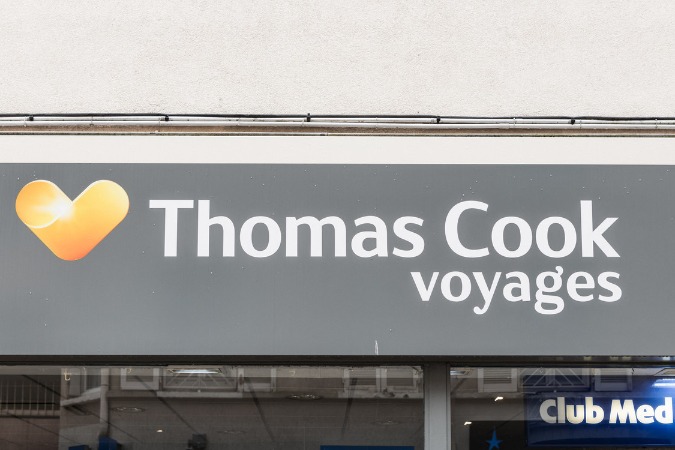 Thomas Cook
voyages
Club Med